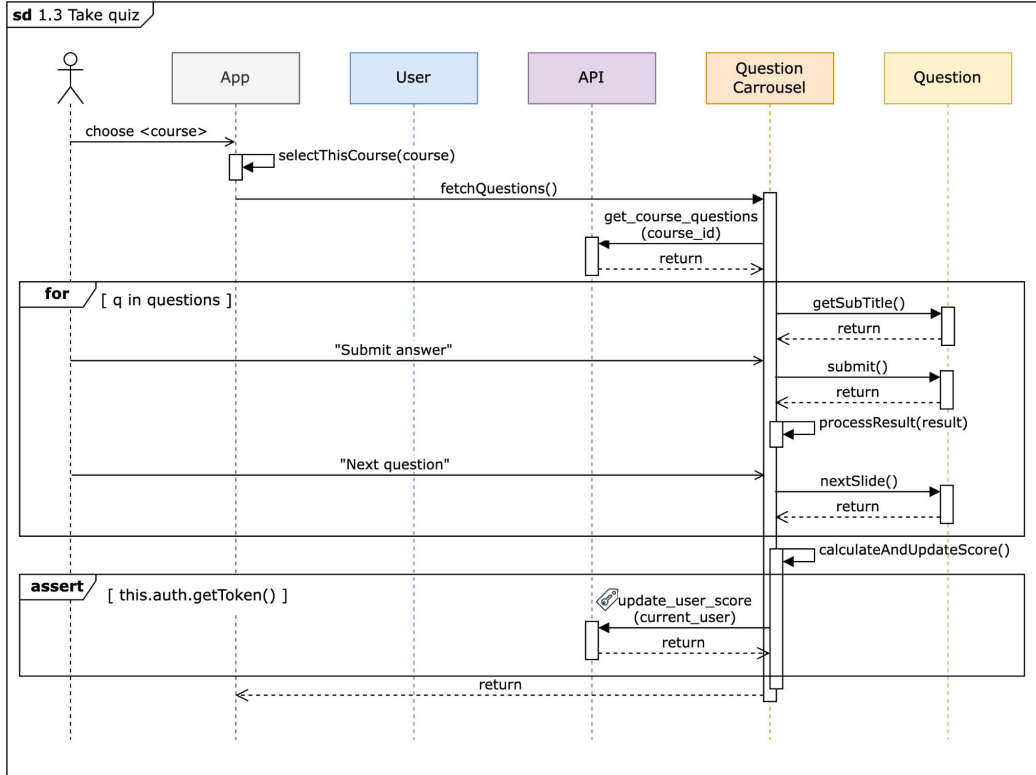 sd 1.3 Take quiz
App
User
API
Question
Carrousel
Question
choose <course>
selectThisCourse(course)
fetchQuestions()
get_course_questions
(course_id)
return
for
[ q in questions ]
getSubTitle()
return
"Submit answer"
submit()
return
processResult(result)
"Next question"
nextSlide()
return
calculateAndUpdateScore()
assert
[ this.auth.getToken() ]
update_user_score
(current_user)
return
return